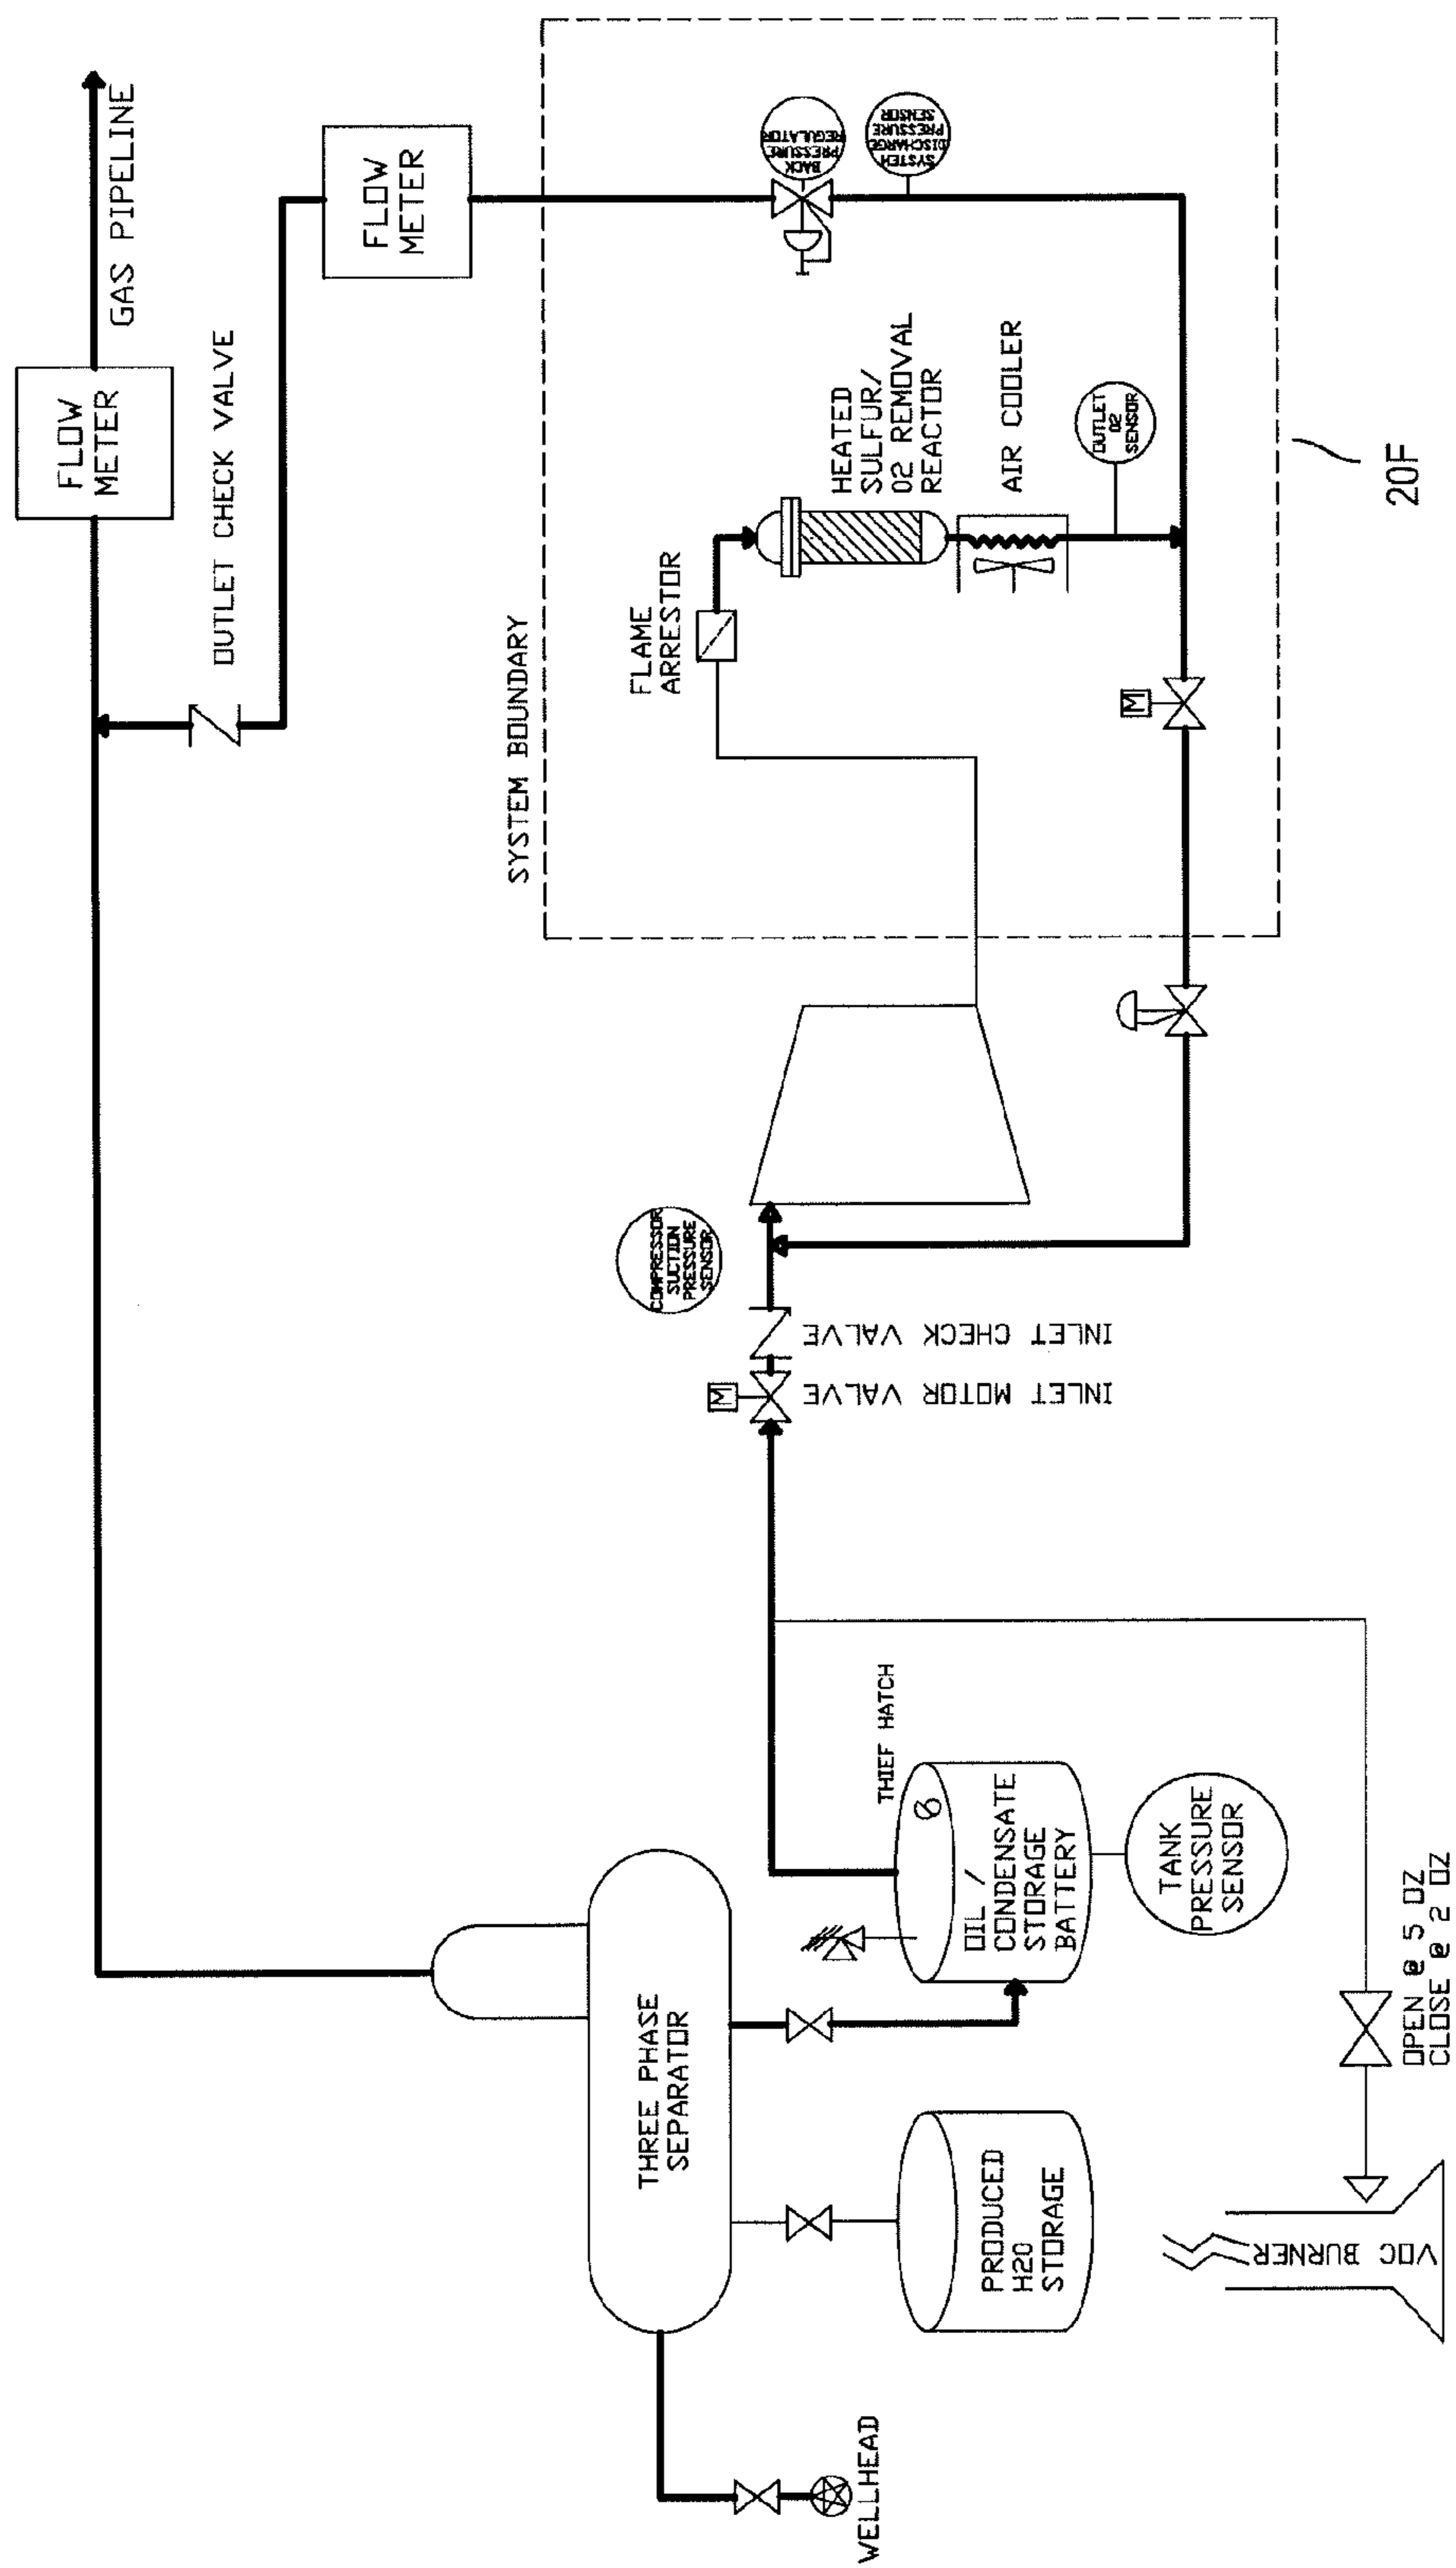 FLOW
METER
GAS PIPELINE
OUTLET CHECK VALVE
FLOW
METER
SYSTEM BOUNDARY
BACK
PRESSURE
REGULATOR
SYSTEM
DISCHARGE
PRESSURE
SENSOR
FLAME
ARRESTOR
HEATED
SULFUR/
O2 REMOVAL
REACTOR
AIR COOLER
OUTLET
O2
SENSOR
M
20F
COMPRESSOR
SUCTION
PRESSURE
SENSOR
M
INLET CHECK VALVE
INLET MOTOR VALVE
THREE PHASE
SEPARATOR
THIEF HATCH
OIL/
CONDENSATE
STORAGE
BATTERY
TANK
PRESSURE
SENSOR
PRODUCED
H2O
STORAGE
OPEN @ 5 OZ
CLOSE @ 2 OZ
VOC BURNER
WELLHEAD